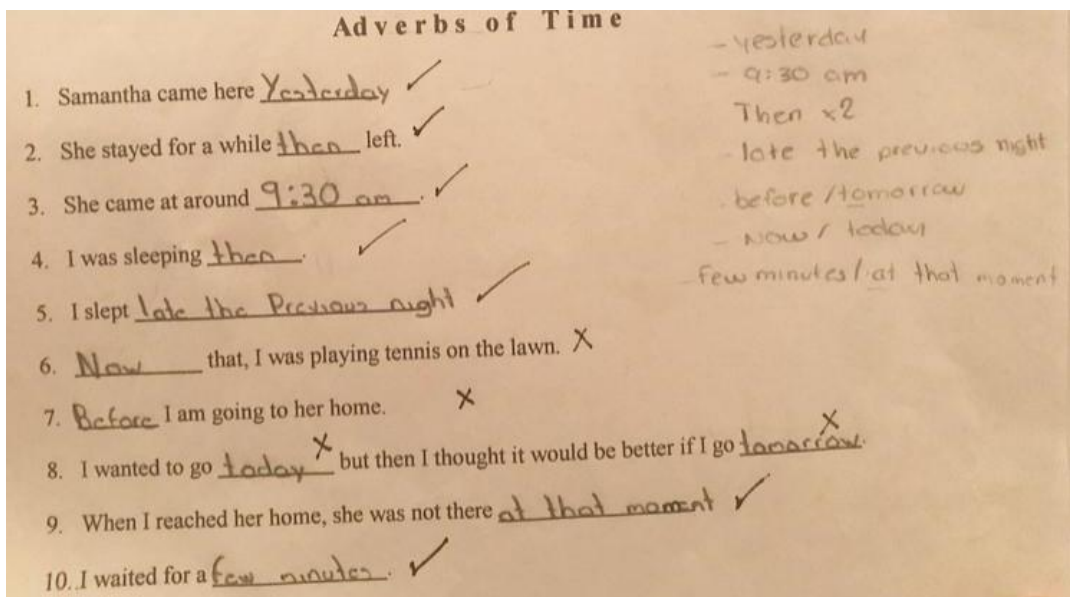 Adverbs of Time
1. Samantha came here Yesterday ✓
2. She stayed for a while then left. ✓
3. She came at around 9:30 am. ✓
4. I was sleeping then. ✓
5. I slept late the Previous night ✓
6. Now that, I was playing tennis on the lawn. X
7. Before I am going to her home. X
8. I wanted to go today X but then I thought it would be better if I go tomorrow. X
9. When I reached her home, she was not there at that moment ✓
10. I waited for a few minutes. ✓
- yesterday
- 9:30 am
Then x2
- late the previous night
- before / tomorrow
- Now / today
- few minutes / at that moment